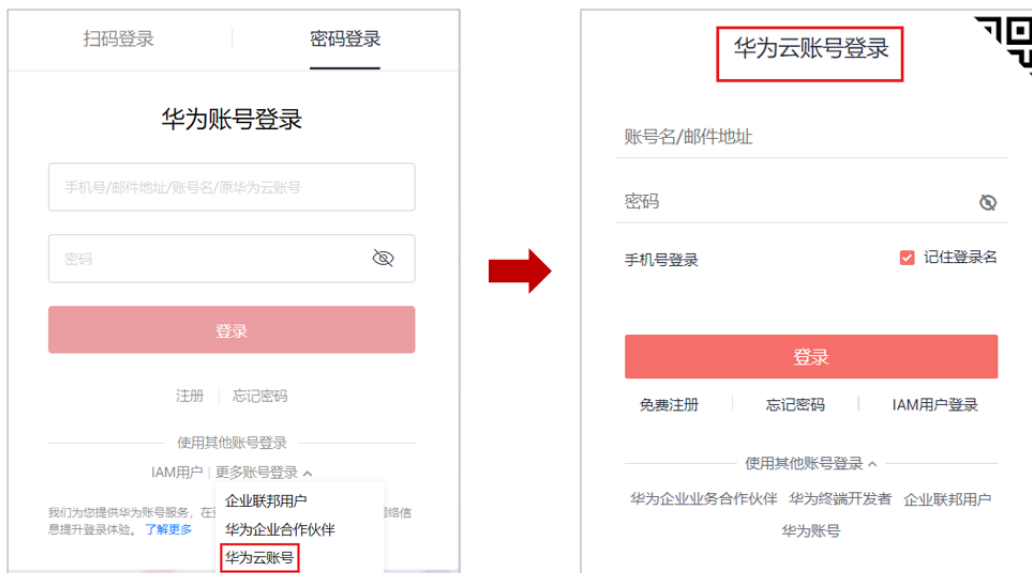 扫码登录
密码登录
华为账号登录
手机号/邮件地址/账号名/原华为云账号
密码
登录
注册
忘记密码
使用其他账号登录
IAM用户 | 更多账号登录
企业联邦用户
华为企业合作伙伴
华为云账号
我们为您提供华为账号服务，在
网络信
息提升登录体验。 了解更多
华为云账号登录
账号名/邮件地址
密码
手机号登录
记住登录名
登录
免费注册
忘记密码
IAM用户登录
使用其他账号登录
华为企业业务合作伙伴 华为终端开发者 企业联邦用户
华为账号